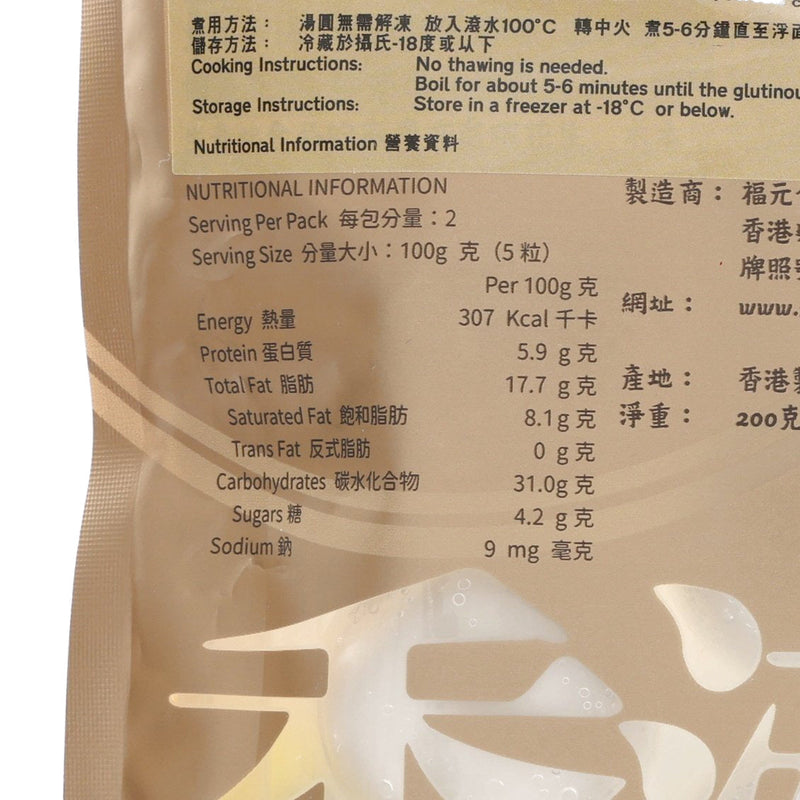 煮用方法： 湯圓無需解凍 放入滾水100°C 轉中火 煮5-6分鐘直至浮
儲存方法： 冷藏於攝氏-18度或以下
Cooking Instructions: No thawing is needed.
Boil for about 5-6 minutes until the glutinou
Storage Instructions: Store in a freezer at -18°C or below.
Nutritional Information 營養資料
NUTRITIONAL INFORMATION
Serving Per Pack 每包分量：2
Serving Size 分量大小：100g 克（5 粒）
Per 100g 克
Energy 熱量 307 Kcal 千卡
Protein 蛋白質 5.9 g 克
Total Fat 脂肪 17.7 g 克
Saturated Fat 飽和脂肪 8.1g 克
Trans Fat 反式脂肪 0 g 克
Carbohydrates 碳水化合物 31.0g 克
Sugars 糖 4.2 g 克
Sodium 鈉 9 mg 毫克
製造商： 福元
香港
牌照
網址： www.
產地： 香港製
淨重： 200克